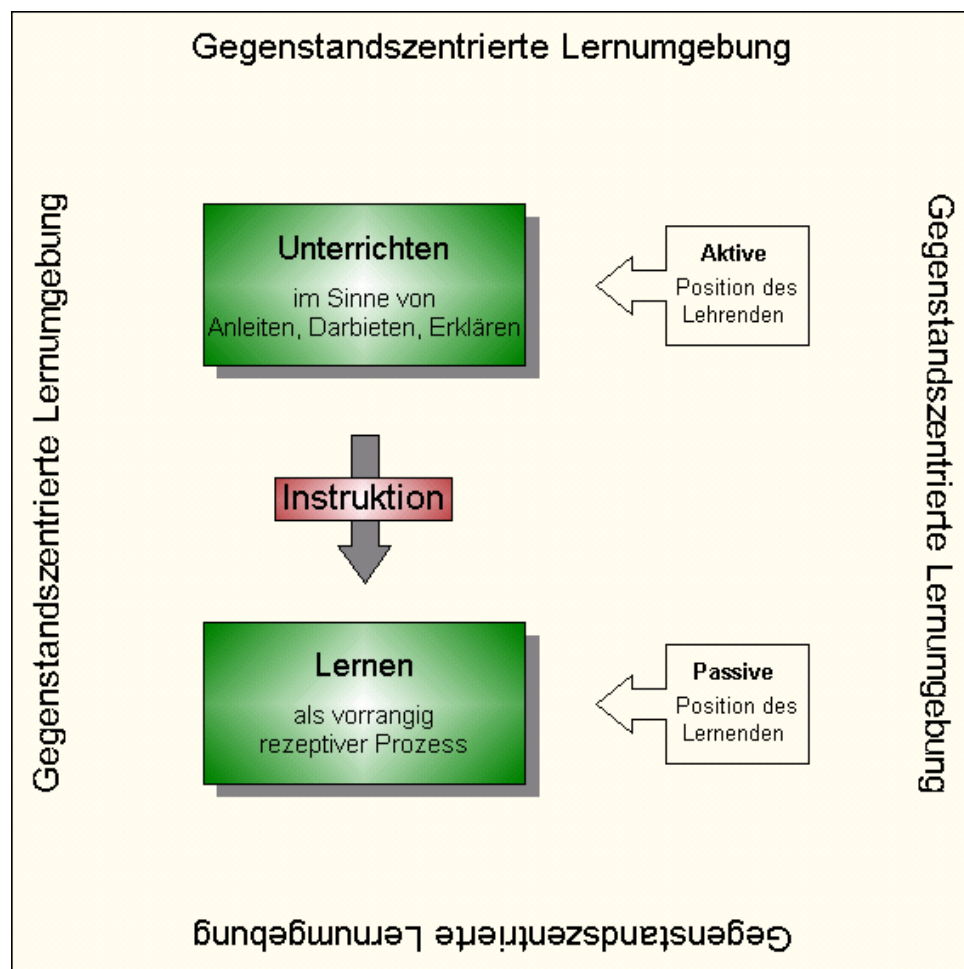 Gegenstandszentrierte Lernumgebung
Gegenstandszentrierte Lernumgebung
Unterrichten
im Sinne von
Anleiten, Darbieten, Erklären
Aktive
Position des
Lehrenden
Gegenstandszentrierte Lernumgebung
Instruktion
Lernen
als vorrangig
rezeptiver Prozess
Passive
Position des
Lernenden
Gegenstandszentrierte Lernumgebung